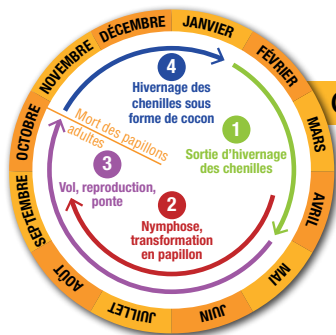 JANVIER
FÉVRIER
MARS
AVRIL
MAI
JUIN
JUILLET
AOÛT
SEPTEMBRE
OCTOBRE
NOVEMBRE
DÉCEMBRE
4
Hivernage des
chenilles sous
forme de cocon
1
Sortie d'hivernage
des chenilles
Mort des papillons
adultes
3
Vol, reproduction,
ponte
2
Nymphose,
transformation
en papillon